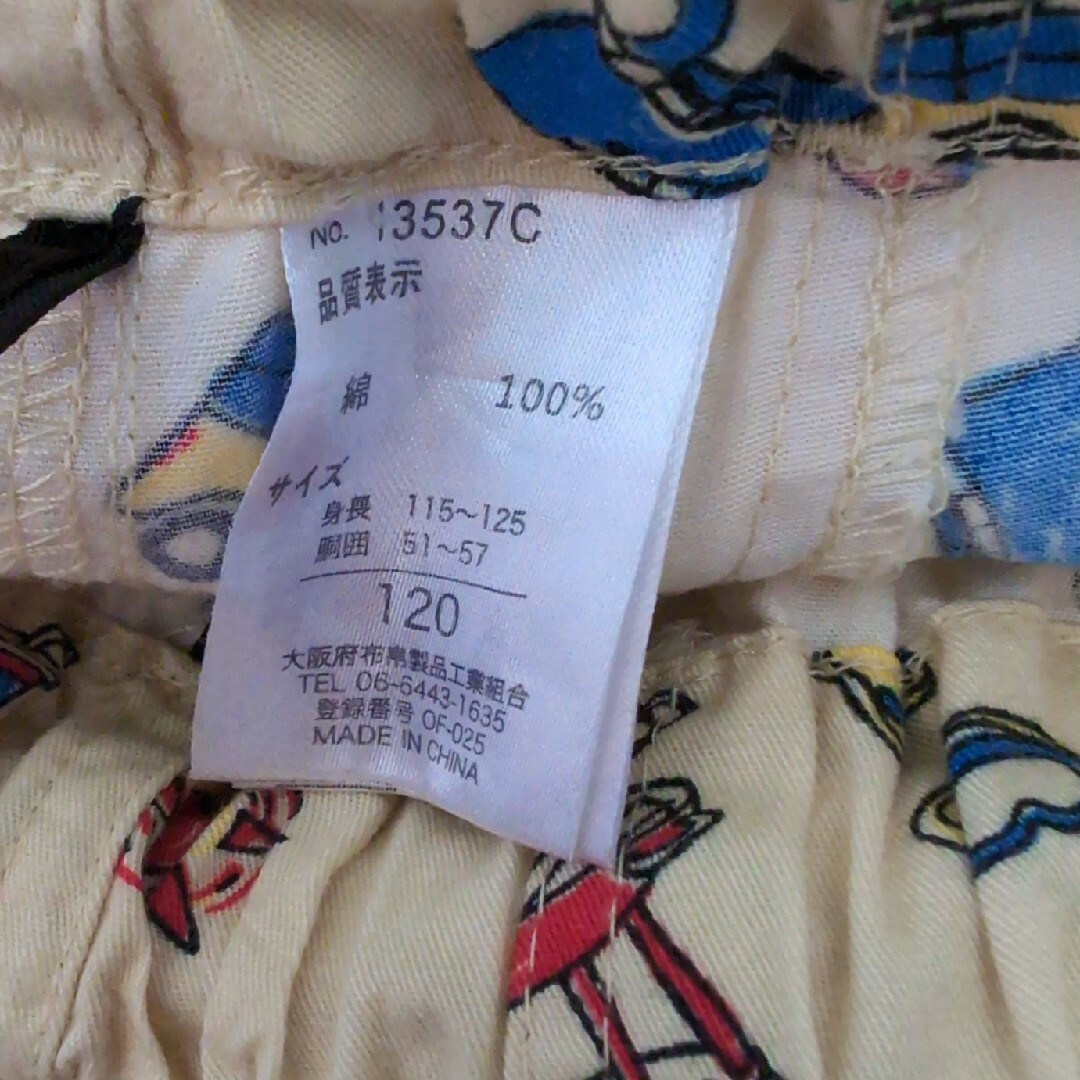 No. 13537C
品質表示
綿 100%
サイズ
身長 115～125
胴囲 51～57
120
大阪府布帛製品工業組合
TEL 06-6443-1635
登録番号 OF-025
MADE IN CHINA